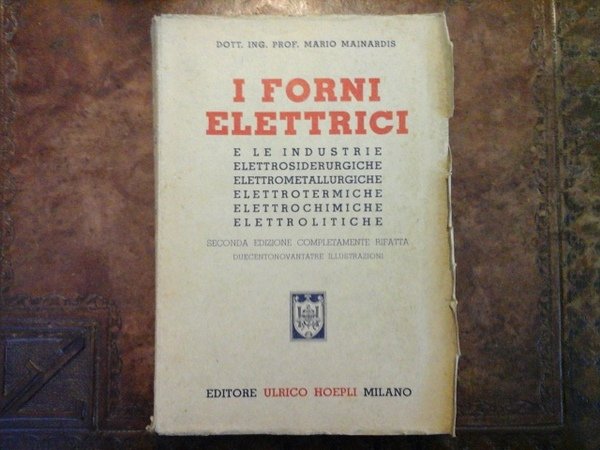 DOTT. ING. PROF. MARIO MAINARDIS
I FORNI
ELETTRICI
E LE INDUSTRIE
ELETTROSIDERURGICHE
ELETTROMETALLURGICHE
ELETTROTERMICHE
ELETTROCHIMICHE
ELETTROLITICHE
SECONDA EDIZIONE COMPLETAMENTE RIFATTA
DUECENTONOVANTATRE ILLUSTRAZIONI
EDITORE ULRICO HOEPLI MILANO